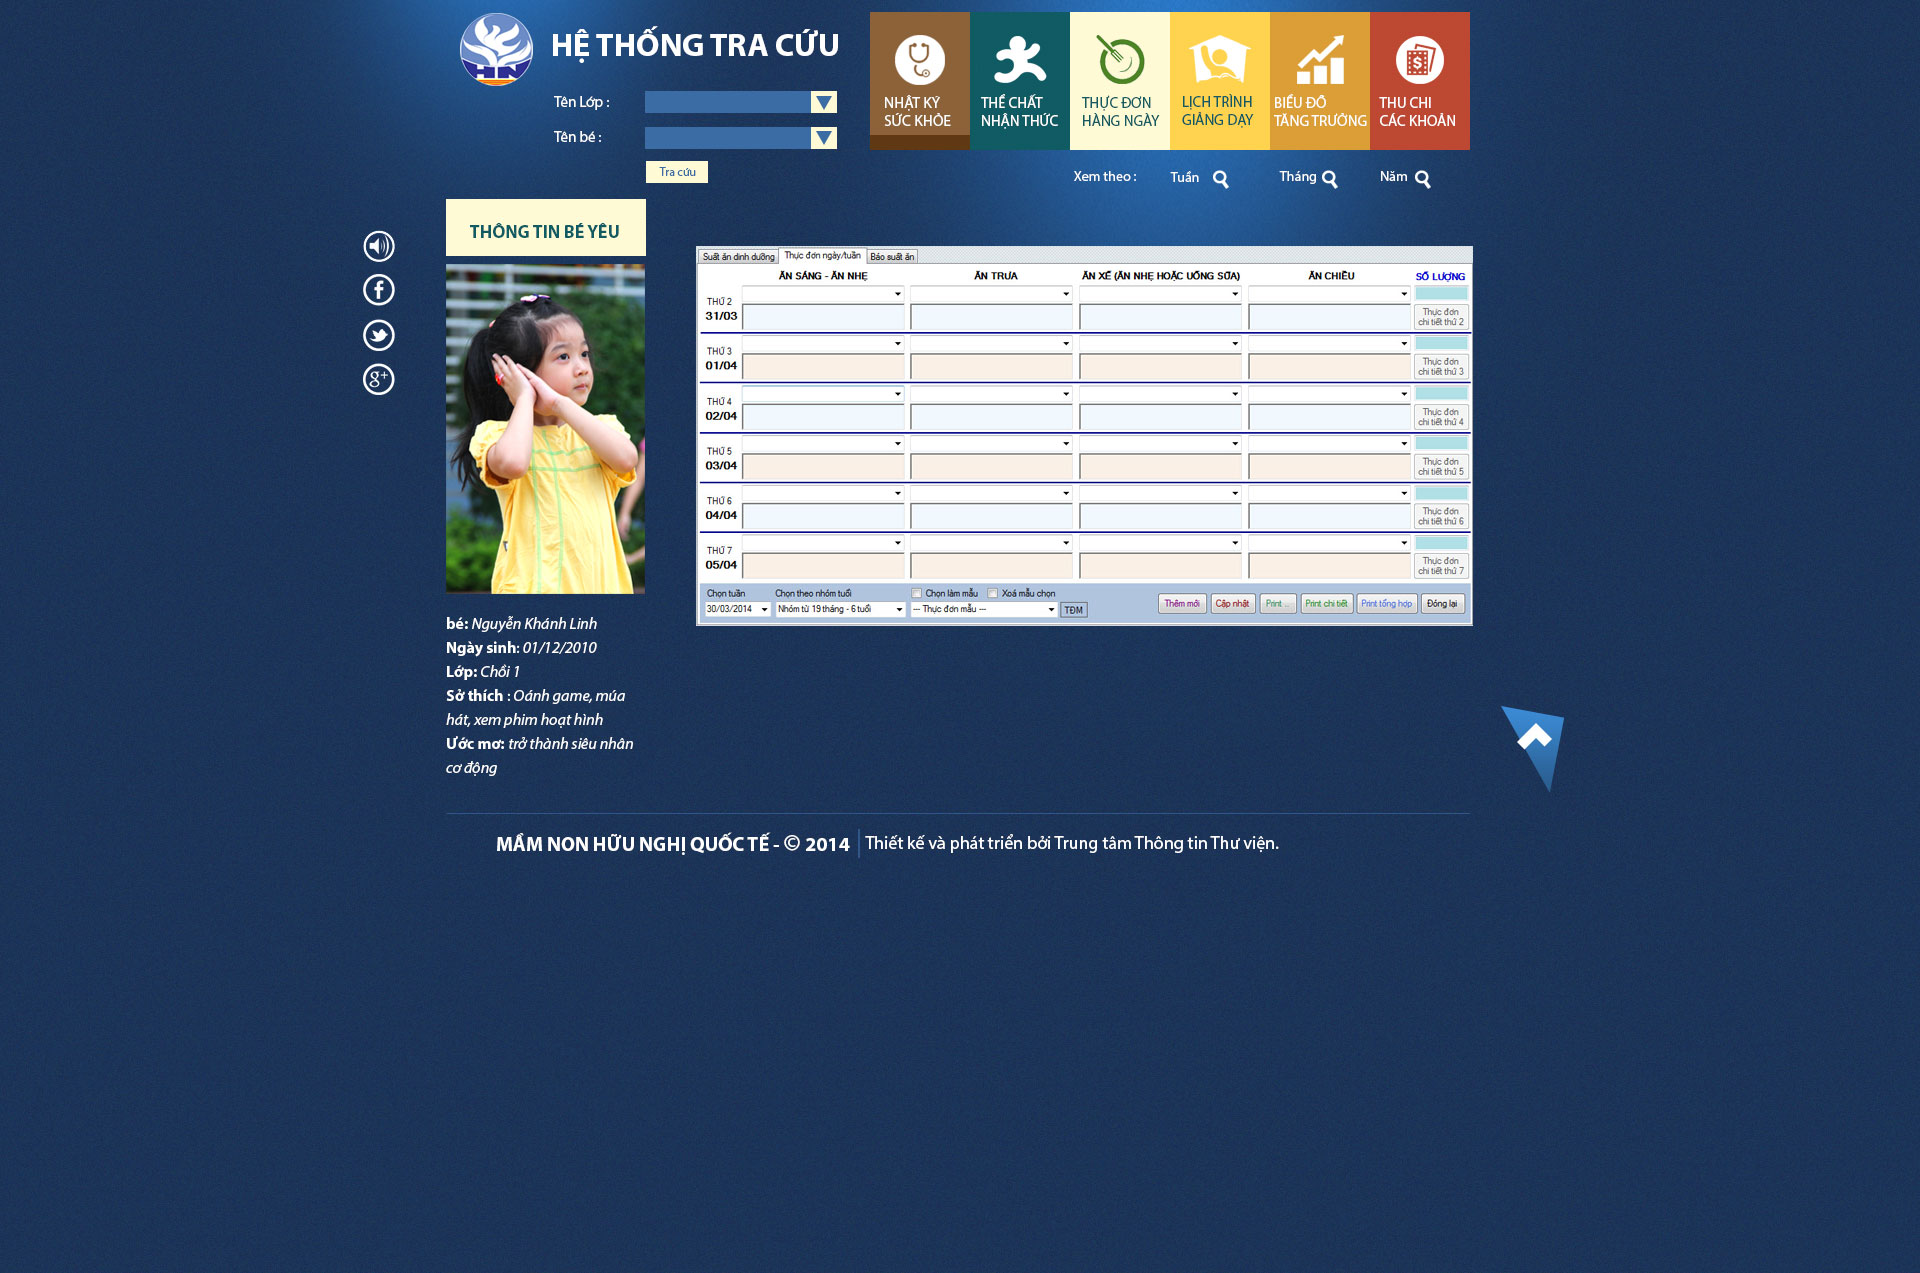 HN
HỆ THỐNG TRA CỨU
Tên Lớp :
Tên bé :
Tra cứu
NHẬT KÝ
SỨC KHỎE
THỂ CHẤT
NHẬN THỨC
THỰC ĐƠN
HÀNG NGÀY
LỊCH TRÌNH
GIẢNG DẠY
BIỂU ĐỒ
TĂNG TRƯỞNG
THU CHI
CÁC KHOẢN
Xem theo : Tuần Tháng Năm
THÔNG TIN BÉ YÊU
Suất ăn dinh dưỡng Thực đơn ngày/tuần Báo suất ăn
ĂN SÁNG - ĂN NHẸ ĂN TRƯA ĂN XẾ (ĂN NHẸ HOẶC UỐNG SỮA) ĂN CHIỀU SỐ LƯỢNG
THỨ 2
31/03
Thực đơn
chi tiết thứ 2
THỨ 3
01/04
Thực đơn
chi tiết thứ 3
THỨ 4
02/04
Thực đơn
chi tiết thứ 4
THỨ 5
03/04
Thực đơn
chi tiết thứ 5
THỨ 6
04/04
Thực đơn
chi tiết thứ 6
THỨ 7
05/04
Thực đơn
chi tiết thứ 7
Chọn tuần Chọn theo nhóm tuổi Chọn làm mẫu Xoá mẫu chọn
30/03/2014 Nhóm từ 19 tháng - 6 tuổi --- Thực đơn mẫu --- TĐM Thêm mới Cập nhật Print ... Print chi tiết Print tổng hợp Đóng lại
bé: Nguyễn Khánh Linh
Ngày sinh: 01/12/2010
Lớp: Chồi 1
Sở thích : Oánh game, múa
hát, xem phim hoạt hình
Ước mơ: trở thành siêu nhân
cơ động
MẦM NON HỮU NGHỊ QUỐC TẾ - © 2014 Thiết kế và phát triển bởi Trung tâm Thông tin Thư viện.